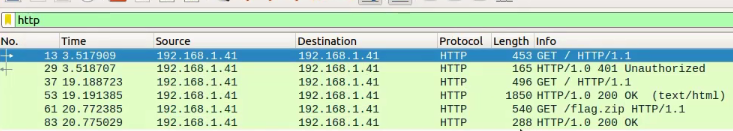 http
No. Time Source Destination Protocol Length Info
13 3.517909 192.168.1.41 192.168.1.41 HTTP 453 GET / HTTP/1.1
29 3.518707 192.168.1.41 192.168.1.41 HTTP 165 HTTP/1.0 401 Unauthorized
37 19.188723 192.168.1.41 192.168.1.41 HTTP 496 GET / HTTP/1.1
53 19.191385 192.168.1.41 192.168.1.41 HTTP 1850 HTTP/1.0 200 OK (text/html)
61 20.772385 192.168.1.41 192.168.1.41 HTTP 540 GET /flag.zip HTTP/1.1
83 20.775029 192.168.1.41 192.168.1.41 HTTP 288 HTTP/1.0 200 OK